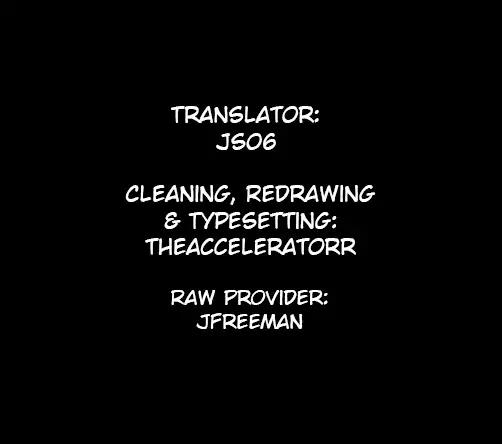 TRANSLATOR:
JS06
CLEANING, REDRAWING
& TYPESETTING:
THEACCELERATORR
RAW PROVIDER:
JFREEMAN